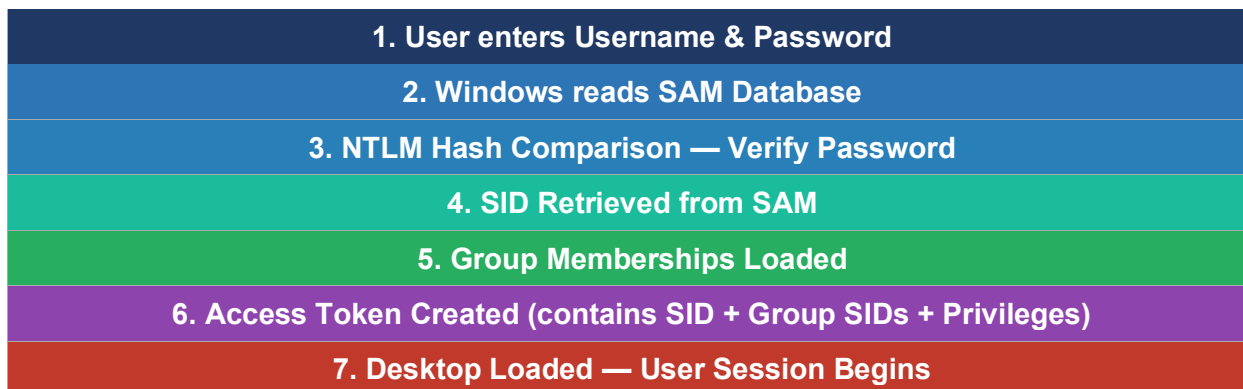 1. User enters Username & Password
2. Windows reads SAM Database
3. NTLM Hash Comparison — Verify Password
4. SID Retrieved from SAM
5. Group Memberships Loaded
6. Access Token Created (contains SID + Group SIDs + Privileges)
7. Desktop Loaded — User Session Begins